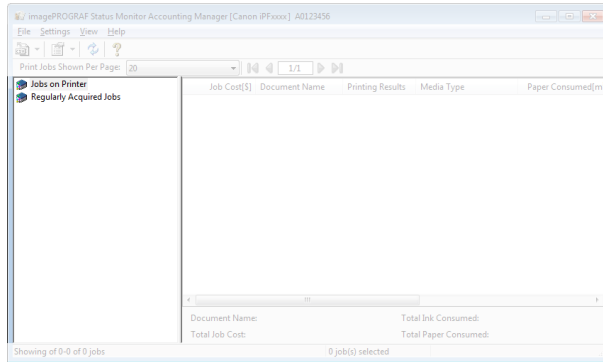 imagePROGRAF Status Monitor Accounting Manager [Canon iPFxxxx] A0123456
File Settings View Help
Print Jobs Shown Per Page: 20 1/1
Jobs on Printer
Regularly Acquired Jobs
Job Cost[$] Document Name Printing Results Media Type Paper Consumed[m
Document Name: Total Ink Consumed:
Total Job Cost: Total Paper Consumed:
Showing of 0-0 of 0 jobs 0 job(s) selected